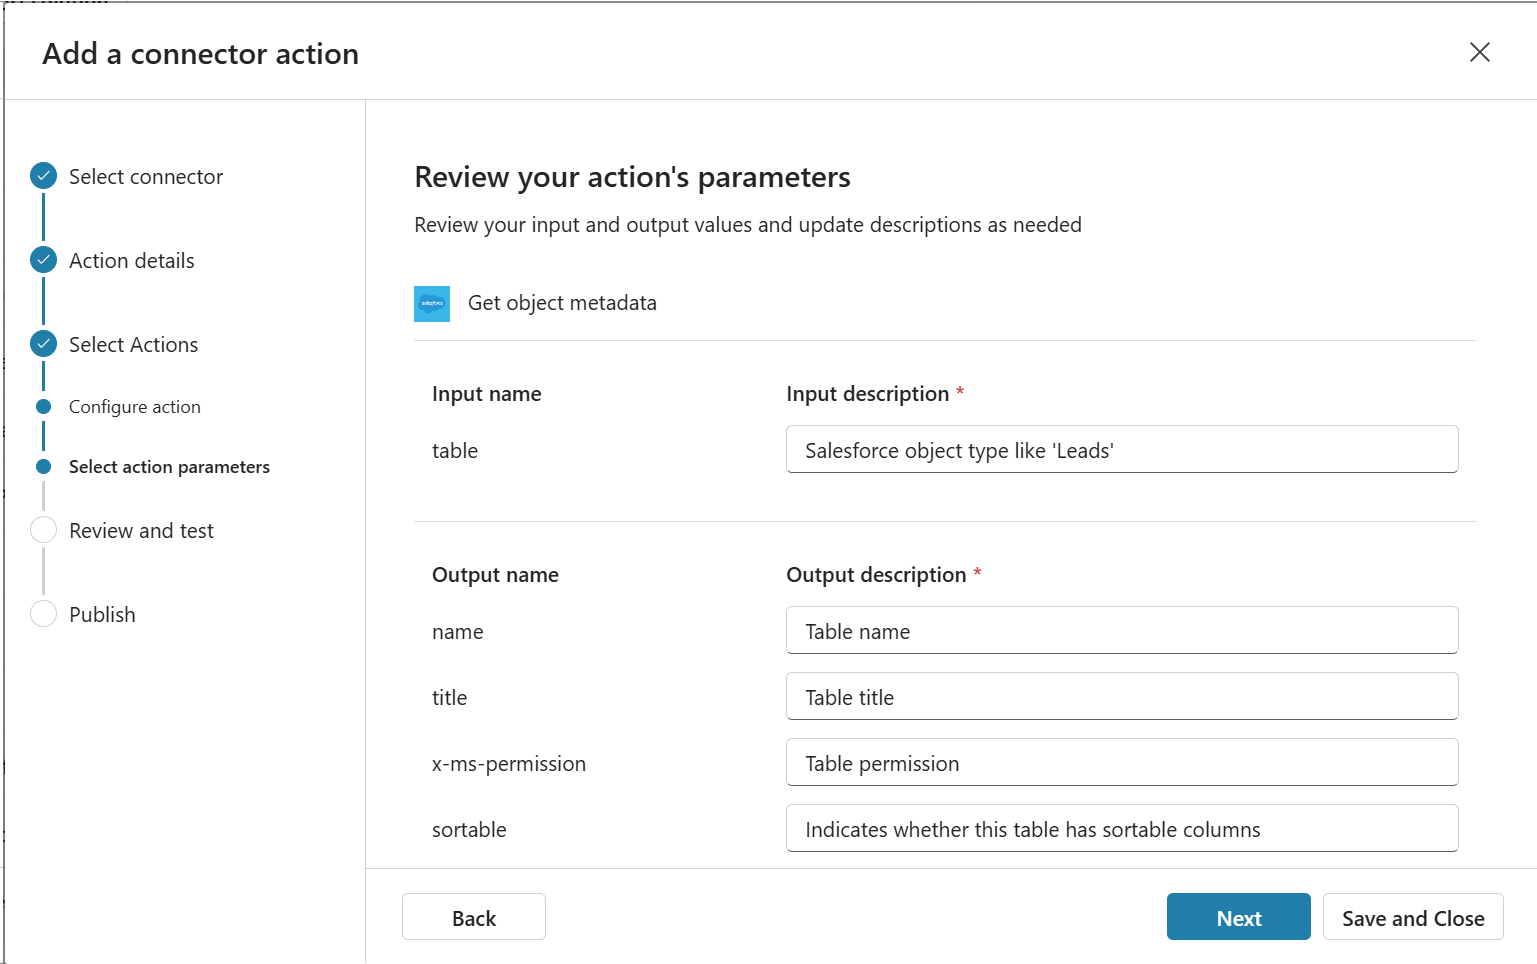 Add a connector action
Select connector
Action details
Select Actions
Configure action
Select action parameters
Review and test
Publish
Review your action's parameters
Review your input and output values and update descriptions as needed
salesforce
Get object metadata
Input name
Input description *
table
Salesforce object type like 'Leads'
Output name
Output description *
name
Table name
title
Table title
x-ms-permission
Table permission
sortable
Indicates whether this table has sortable columns
Back
Next
Save and Close